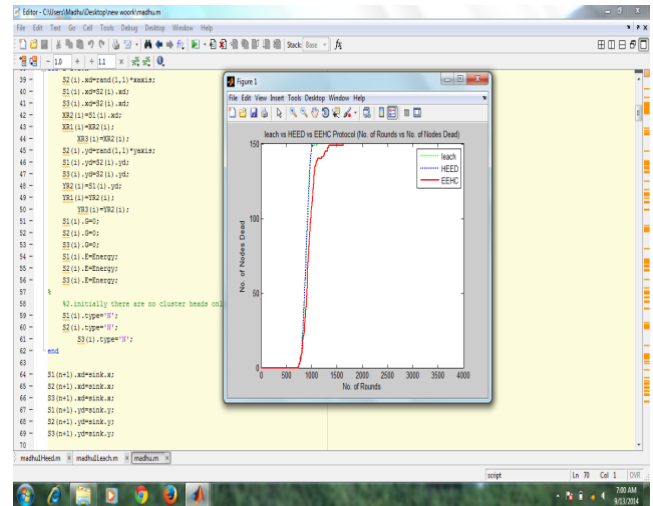 Editor - C:\Users\Madhu\Desktop\new woork\madhu.m
File Edit Text Go Cell Tools Debug Desktop Window Help
Stack: Base fx
- 1.0 + ÷ 1.1 ×
39 - S2(i).xd=rand(1,1)*xaxis;
40 - S1(i).xd=S2(i).xd;
41 - S3(i).xd=S2(i).xd;
42 - XR2(i)=S1(i).xd;
43 - XR1(i)=XR2(i);
44 - XR3(i)=XR2(i);
45 - S2(i).yd=rand(1,1)*yaxis;
46 - S1(i).yd=S2(i).yd;
47 - S3(i).yd=S2(i).yd;
48 - YR2(i)=S1(i).yd;
49 - YR1(i)=YR2(i);
50 - YR3(i)=YR2(i);
51 - S1(i).G=0;
52 - S2(i).G=0;
53 - S3(i).G=0;
54 - S1(i).E=Energy;
55 - S2(i).E=Energy;
56 - S3(i).E=Energy;
57 %
58 %2.initially there are no cluster heads onl
59 - S1(i).type='N';
60 - S2(i).type='N';
61 - S3(i).type='N';
62 - end
63
64 - S1(n+1).xd=sink.x;
65 - S2(n+1).xd=sink.x;
66 - S3(n+1).xd=sink.x;
67 - S1(n+1).yd=sink.y;
68 - S2(n+1).yd=sink.y;
69 - S3(n+1).yd=sink.y;
70
Figure 1
File Edit View Insert Tools Desktop Window Help
leach vs HEED vs EEHC Protocol (No. of Rounds vs No. of Nodes Dead)
leach
HEED
EEHC
No. of Nodes Dead
150
100
50
0
0 500 1000 1500 2000 2500 3000 3500 4000
No. of Rounds
madhu1Heed.m × madhu1Leach.m × madhu.m ×
script Ln 70 Col 1 OVR
7:00 AM
9/13/2014